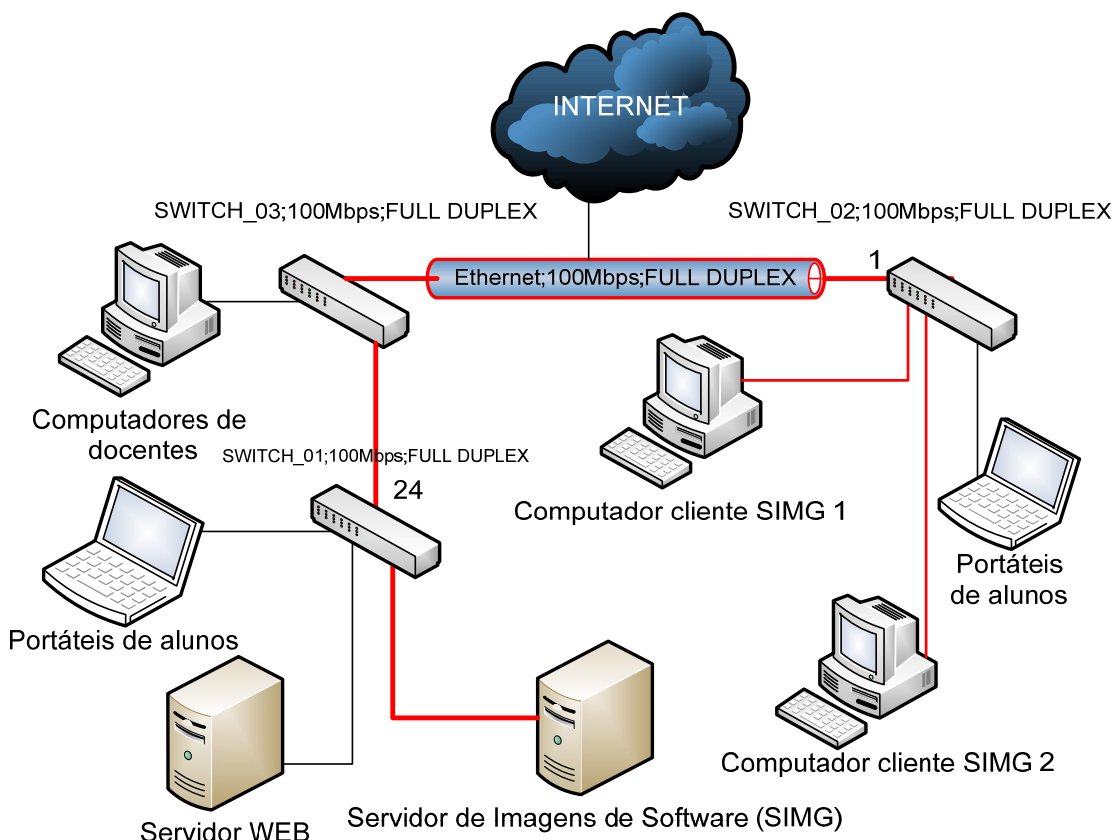 INTERNET
SWITCH_03;100Mbps;FULL DUPLEX
SWITCH_02;100Mbps;FULL DUPLEX
Ethernet;100Mbps;FULL DUPLEX
1
Computadores de
docentes
SWITCH_01;100Mbps;FULL DUPLEX
24
Computador cliente SIMG 1
Portáteis
de alunos
Portáteis de alunos
Computador cliente SIMG 2
Servidor de Imagens de Software (SIMG)
Servidor WEB